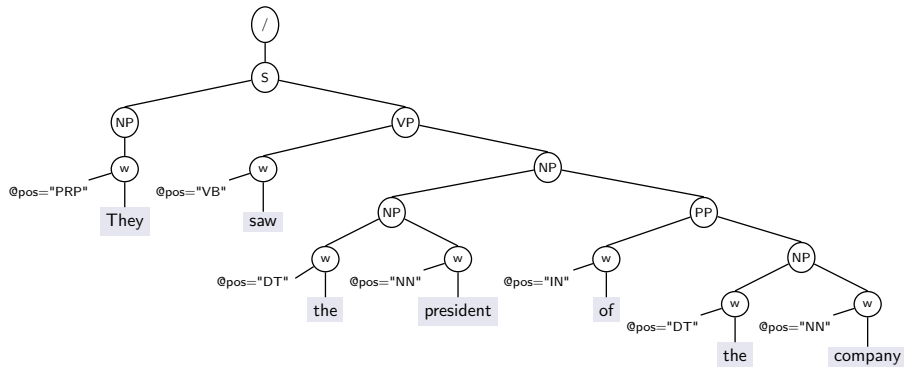 /
S
NP VP
w w NP
@pos="PRP" @pos="VB"
They saw NP PP
w w w NP
@pos="DT" @pos="NN" @pos="IN"
the president of w w
@pos="DT" @pos="NN"
the company